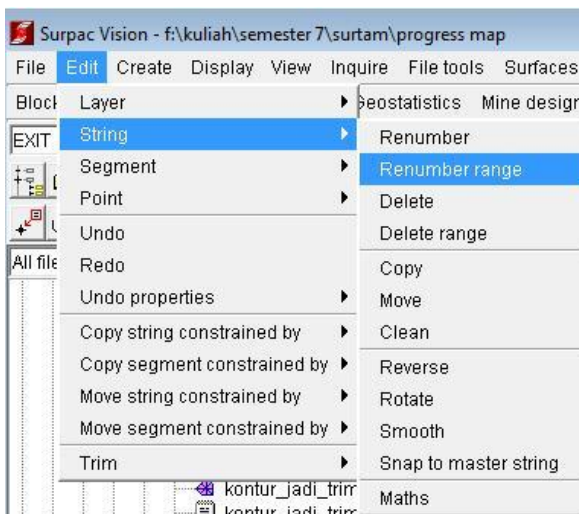 Surpac Vision - f:\kuliah\semester 7\surtam\progress map
File Edit Create Display View Inquire File tools Surfaces
Block Geostatistics Mine design
EXIT
All file
Layer
String
Segment
Point
Undo
Redo
Undo properties
Copy string constrained by
Copy segment constrained by
Move string constrained by
Move segment constrained by
Trim
Renumber
Renumber range
Delete
Delete range
Copy
Move
Clean
Reverse
Rotate
Smooth
Snap to master string
Maths
kontur_jadi_trim
kontur_jadi_trim